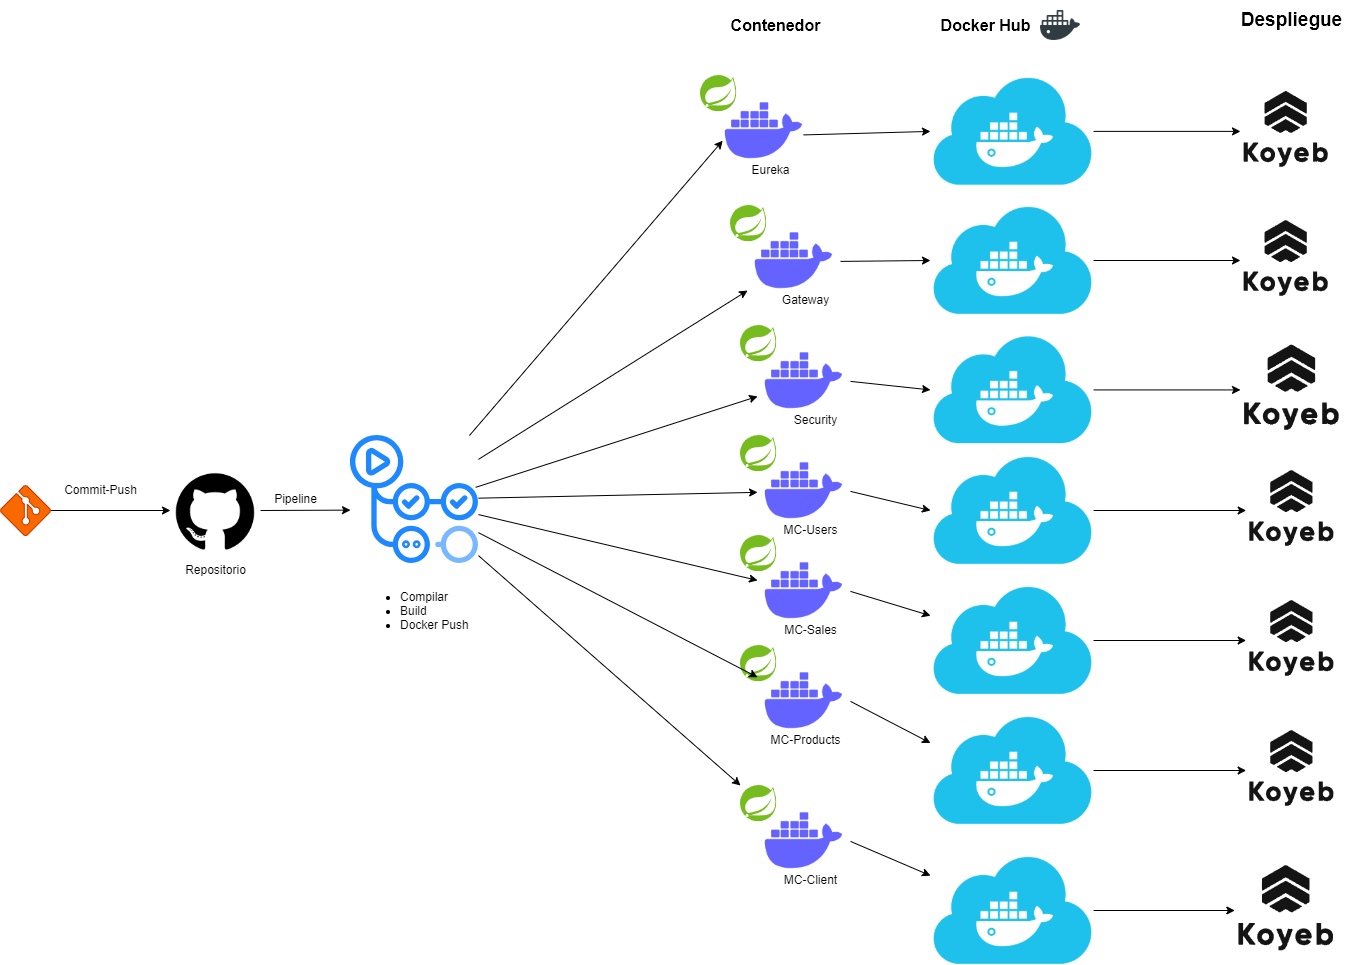 Contenedor
Docker Hub
Despliegue
Eureka
Koyeb
Gateway
Koyeb
Security
Koyeb
Commit-Push
Pipeline
Repositorio
Compilar
Build
Docker Push
MC-Users
Koyeb
MC-Sales
Koyeb
MC-Products
Koyeb
MC-Client
Koyeb